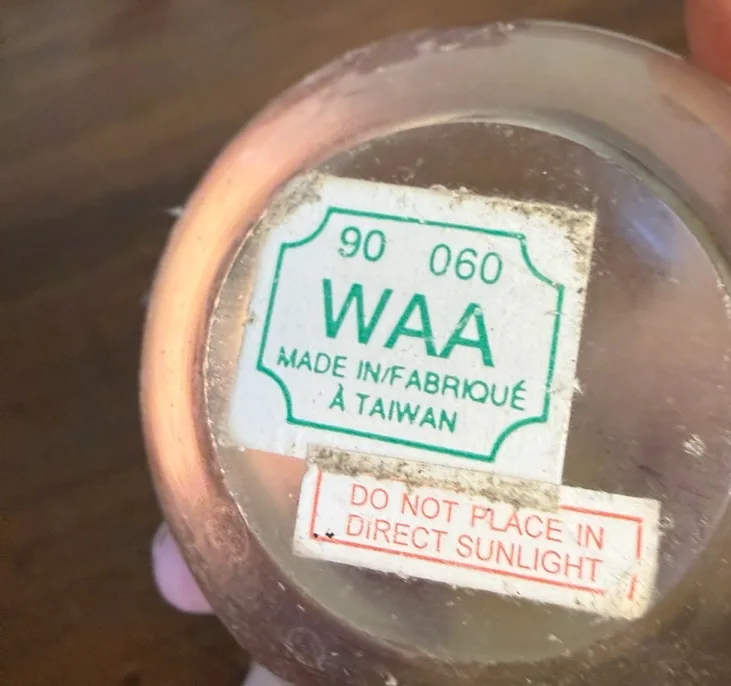 90 060
WAA
MADE IN/FABRIQUÉ
À TAIWAN
DO NOT PLACE IN
DIRECT SUNLIGHT